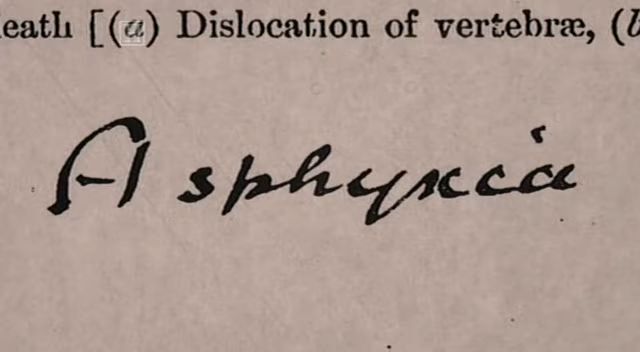 eath [(a) Dislocation of vertebræ, (b
Asphyxia